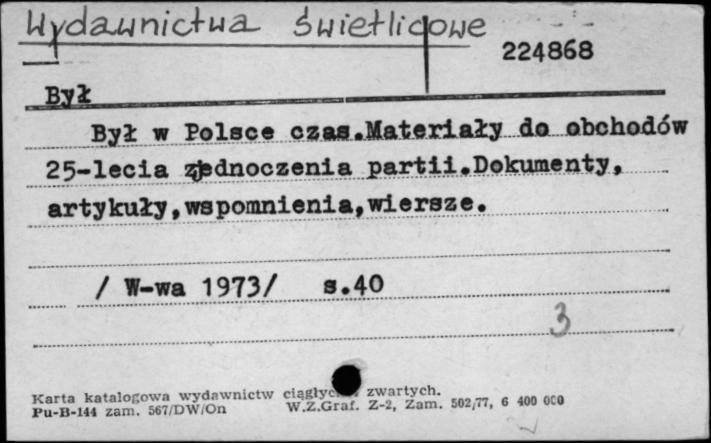 Wydawnictwa świetlicowe
224868
Był
Był w Polsce czas.Materiały do obchodów
25-lecia zjednoczenia partii.Dokumenty,
artykuły,wspomnienia,wiersze.
/ W-wa 1973/ s.40
3
Karta katalogowa wydawnictw zwartych.
Pu-B-144 zam. 567/DW/On W.Z.Graf. Z-2, Zam. 502/77, 6 400 000